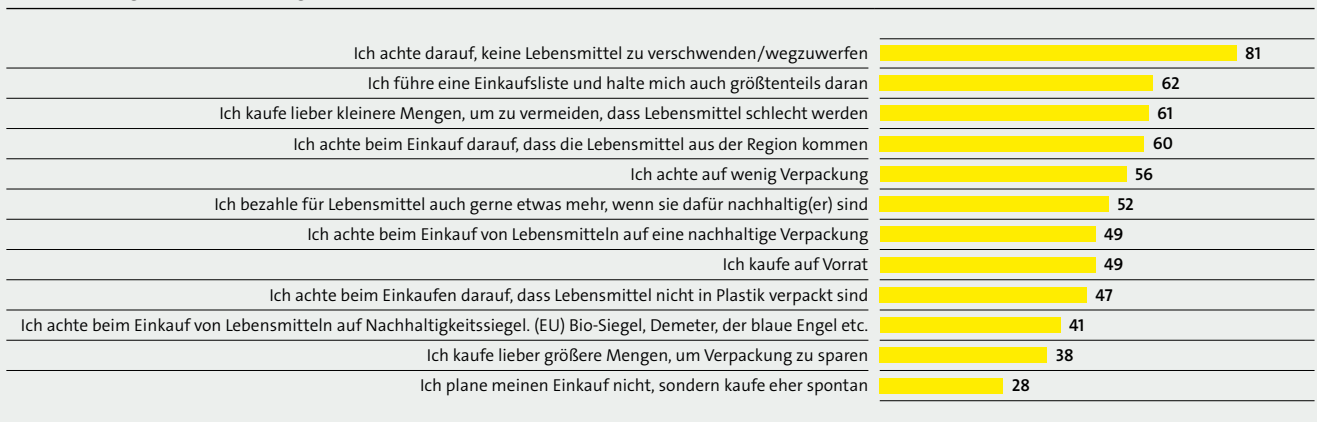 Ich achte darauf, keine Lebensmittel zu verschwenden/wegzuwerfen 81
Ich führe eine Einkaufsliste und halte mich auch größtenteils daran 62
Ich kaufe lieber kleinere Mengen, um zu vermeiden, dass Lebensmittel schlecht werden 61
Ich achte beim Einkauf darauf, dass die Lebensmittel aus der Region kommen 60
Ich achte auf wenig Verpackung 56
Ich bezahle für Lebensmittel auch gerne etwas mehr, wenn sie dafür nachhaltig(er) sind 52
Ich achte beim Einkauf von Lebensmitteln auf eine nachhaltige Verpackung 49
Ich kaufe auf Vorrat 49
Ich achte beim Einkaufen darauf, dass Lebensmittel nicht in Plastik verpackt sind 47
Ich achte beim Einkauf von Lebensmitteln auf Nachhaltigkeitssiegel. (EU) Bio-Siegel, Demeter, der blaue Engel etc. 41
Ich kaufe lieber größere Mengen, um Verpackung zu sparen 38
Ich plane meinen Einkauf nicht, sondern kaufe eher spontan 28